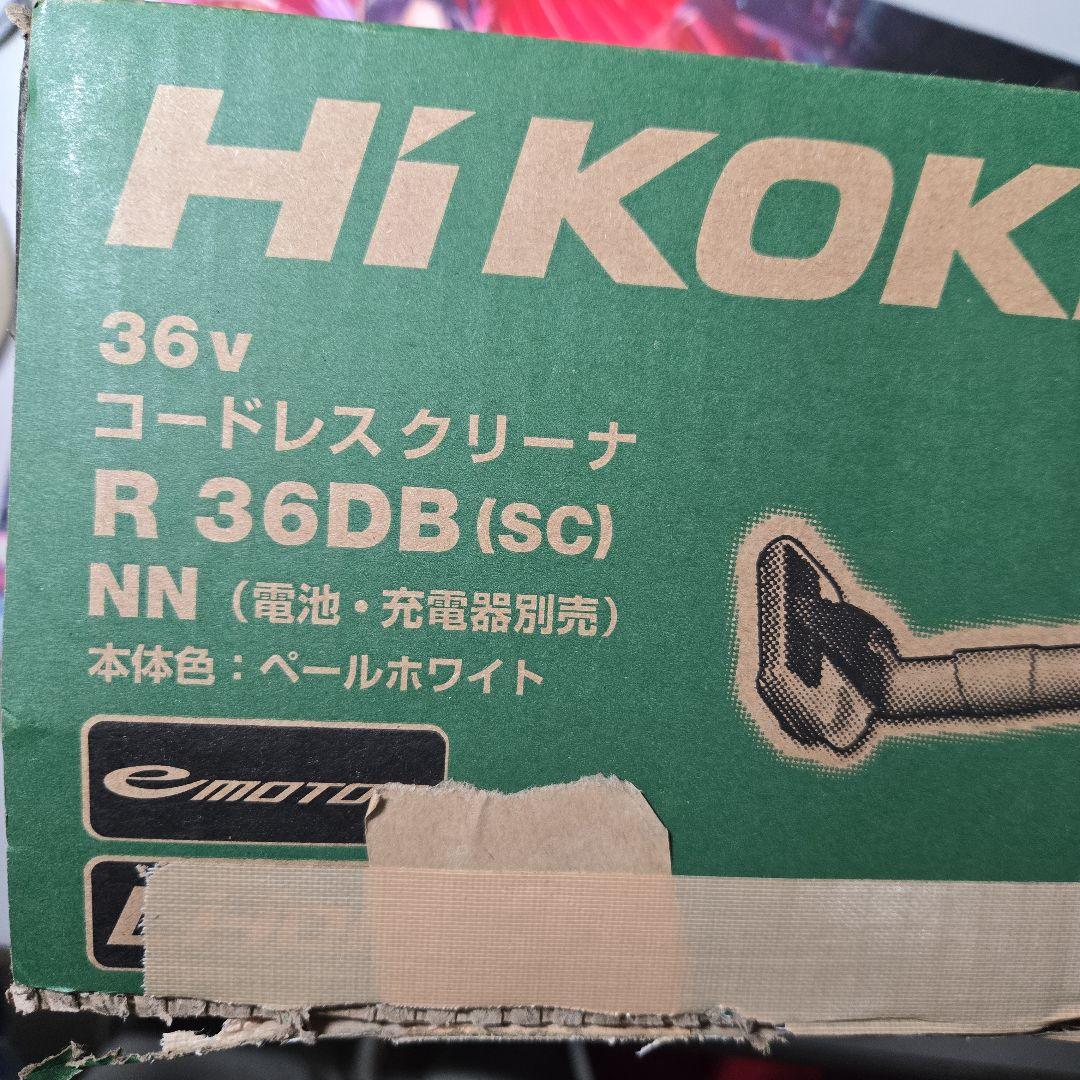 HiKOKI
36v
コードレスクリーナ
R 36DB (SC)
NN (電池・充電器別売)
本体色：ペールホワイト
e MOTO